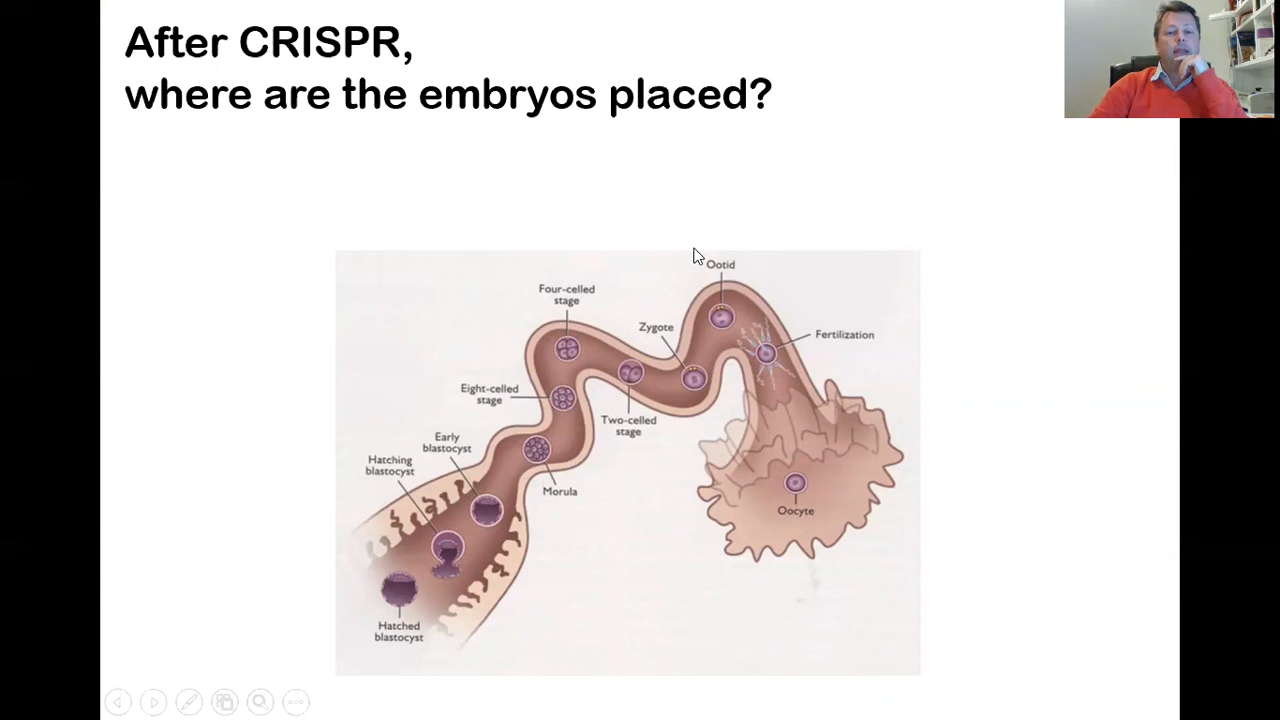 After CRISPR,
where are the embryos placed?
Ootid
Four-celled
stage
Zygote
Fertilization
Eight-celled
stage
Two-celled
stage
Early
blastocyst
Hatching
blastocyst
Morula
Oocyte
Hatched
blastocyst